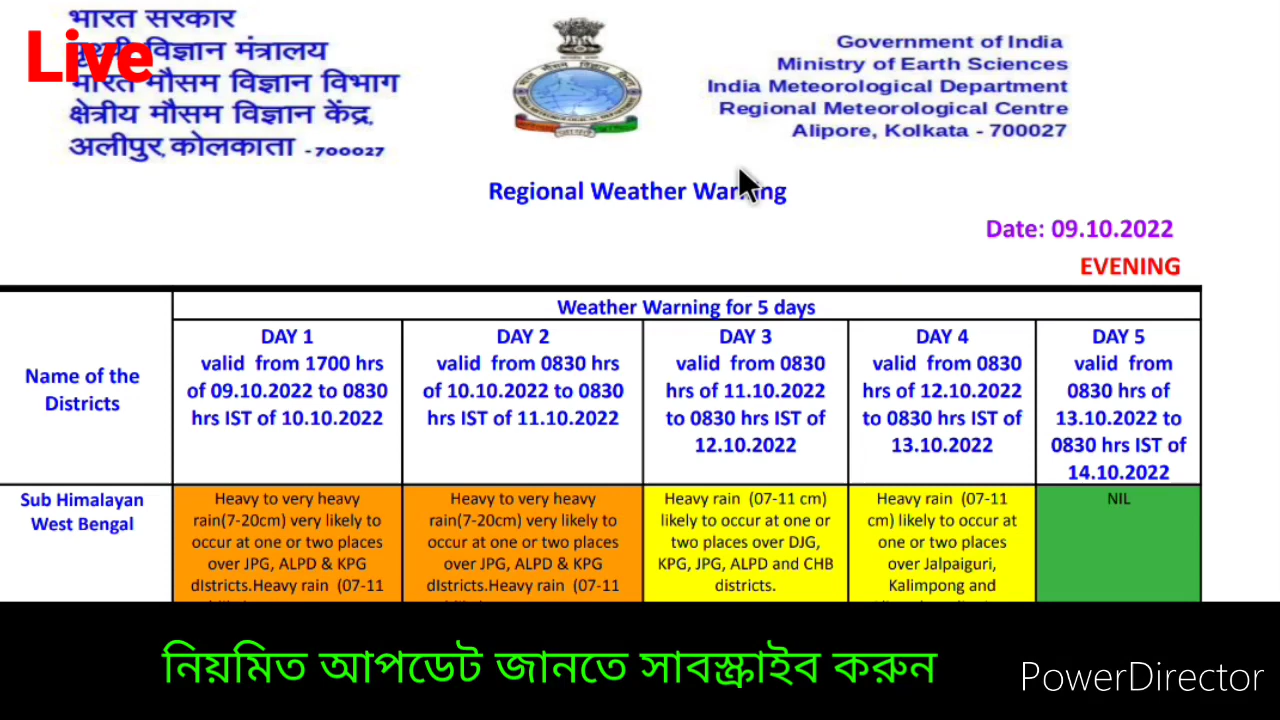 भारत सरकार
Live
पृथ्वी विज्ञान मंत्रालय
भारत मौसम विज्ञान विभाग
क्षेत्रीय मौसम विज्ञान केंद्र,
अलीपुर, कोलकाता - 700027
Government of India
Ministry of Earth Sciences
India Meteorological Department
Regional Meteorological Centre
Alipore, Kolkata - 700027
Regional Weather Warning
Date: 09.10.2022
EVENING
Name of the
Districts
Weather Warning for 5 days
DAY 1
valid from 1700 hrs
of 09.10.2022 to 0830
hrs IST of 10.10.2022
DAY 2
valid from 0830 hrs
of 10.10.2022 to 0830
hrs IST of 11.10.2022
DAY 3
valid from 0830
hrs of 11.10.2022
to 0830 hrs IST of
12.10.2022
DAY 4
valid from 0830
hrs of 12.10.2022
to 0830 hrs IST of
13.10.2022
DAY 5
valid from
0830 hrs of
13.10.2022 to
0830 hrs IST of
14.10.2022
Sub Himalayan
West Bengal
Heavy to very heavy
rain(7-20cm) very likely to
occur at one or two places
over JPG, ALPD & KPG
dIstricts.Heavy rain (07-11
Heavy to very heavy
rain(7-20cm) very likely to
occur at one or two places
over JPG, ALPD & KPG
dIstricts.Heavy rain (07-11
Heavy rain (07-11 cm)
likely to occur at one or
two places over DJG,
KPG, JPG, ALPD and CHB
districts.
Heavy rain (07-11
cm) likely to occur at
one or two places
over Jalpaiguri,
Kalimpong and
NIL
নিয়মিত আপডেট জানতে সাবস্ক্রাইব করুন
PowerDirector